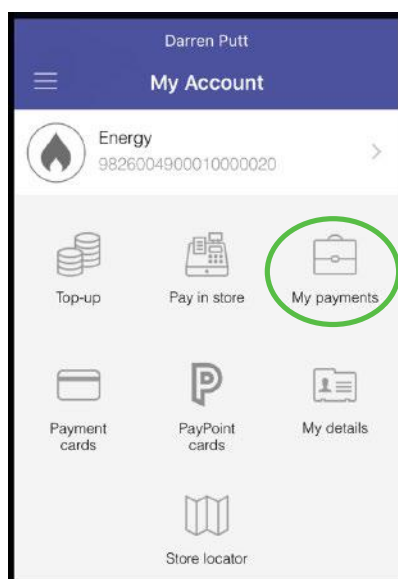 Darren Putt
My Account
Energy
9826004900010000020
Top-up
Pay in store
My payments
Payment
cards
PayPoint
cards
My details
Store locator